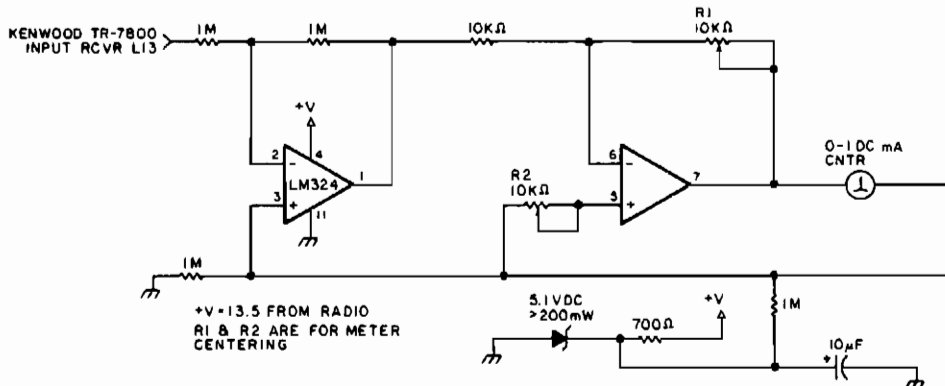 KENWOOD TR-7800
INPUT RCVR L13
1M
1M
10KΩ
R1
10KΩ
+V
2
-
4
LM324
1
3
+
11
6
-
7
5
+
R2
10KΩ
0-1 DC mA
CNTR
1M
+V=13.5 FROM RADIO
R1 & R2 ARE FOR METER
CENTERING
5.1VDC
>200mW
700Ω
+V
1M
10µF
+